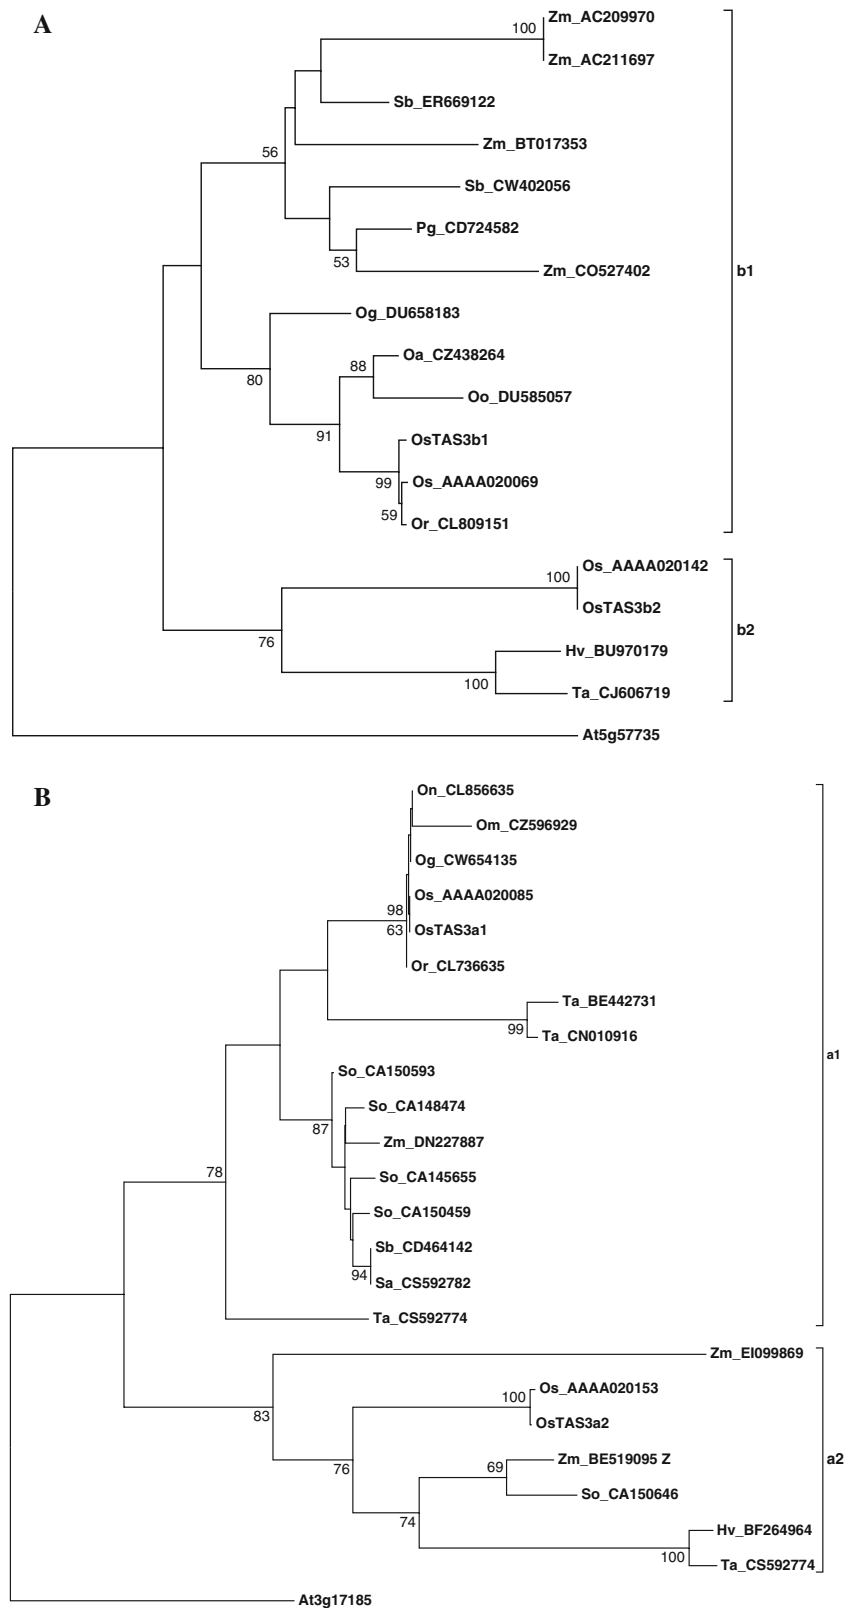 A
Zm_AC209970
100
Zm_AC211697
Sb_ER669122
Zm_BT017353
56
Sb_CW402056
Pg_CD724582
53
Zm_CO527402
b1
Og_DU658183
Oa_CZ438264
88
80
Oo_DU585057
91
OsTAS3b1
99
Os_AAAA020069
59
Or_CL809151
Os_AAAA020142
100
OsTAS3b2
b2
76
Hv_BU970179
100
Ta_CJ606719
At5g57735
B
On_CL856635
Om_CZ596929
Og_CW654135
Os_AAAA020085
98
63
OsTAS3a1
Or_CL736635
Ta_BE442731
99
Ta_CN010916
a1
So_CA150593
So_CA148474
87
Zm_DN227887
78
So_CA145655
So_CA150459
Sb_CD464142
94
Sa_CS592782
Ta_CS592774
Zm_EI099869
Os_AAAA020153
100
83
OsTAS3a2
a2
Zm_BE519095 Z
76
69
So_CA150646
74
Hv_BF264964
100
Ta_CS592774
At3g17185